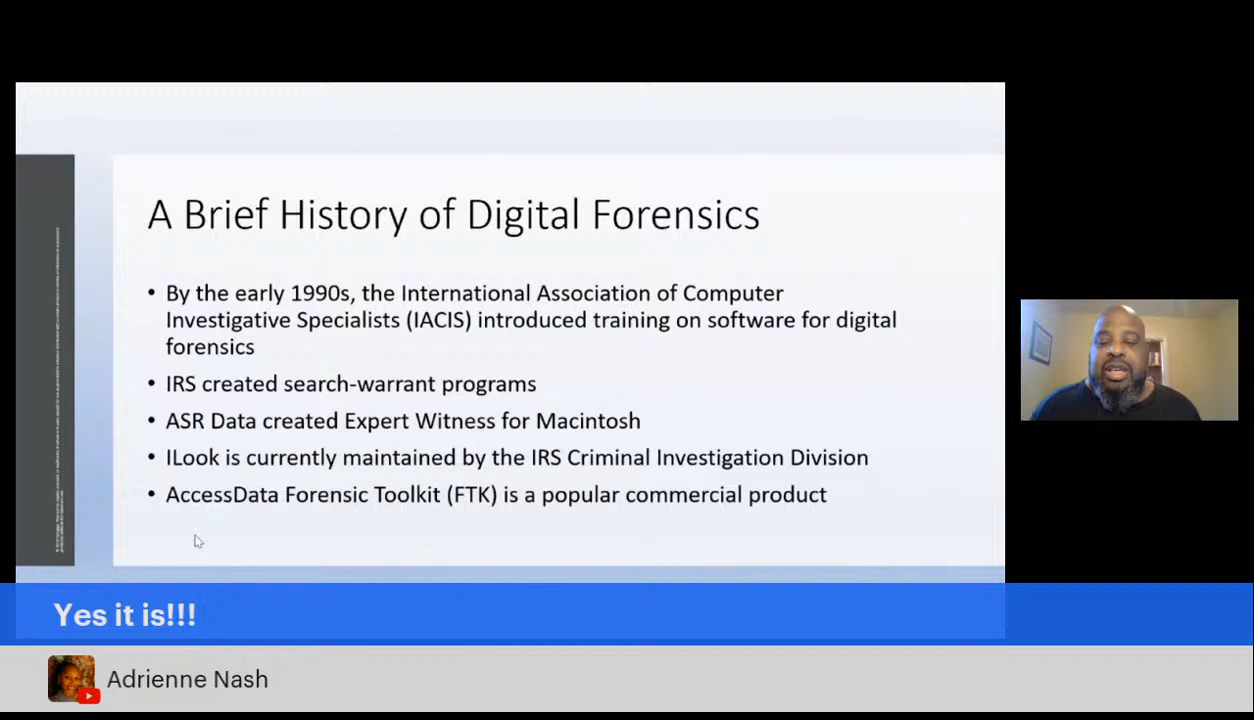 A Brief History of Digital Forensics
• By the early 1990s, the International Association of Computer
Investigative Specialists (IACIS) introduced training on software for digital
forensics
• IRS created search-warrant programs
• ASR Data created Expert Witness for Macintosh
• ILook is currently maintained by the IRS Criminal Investigation Division
• AccessData Forensic Toolkit (FTK) is a popular commercial product
Yes it is!!!
Adrienne Nash